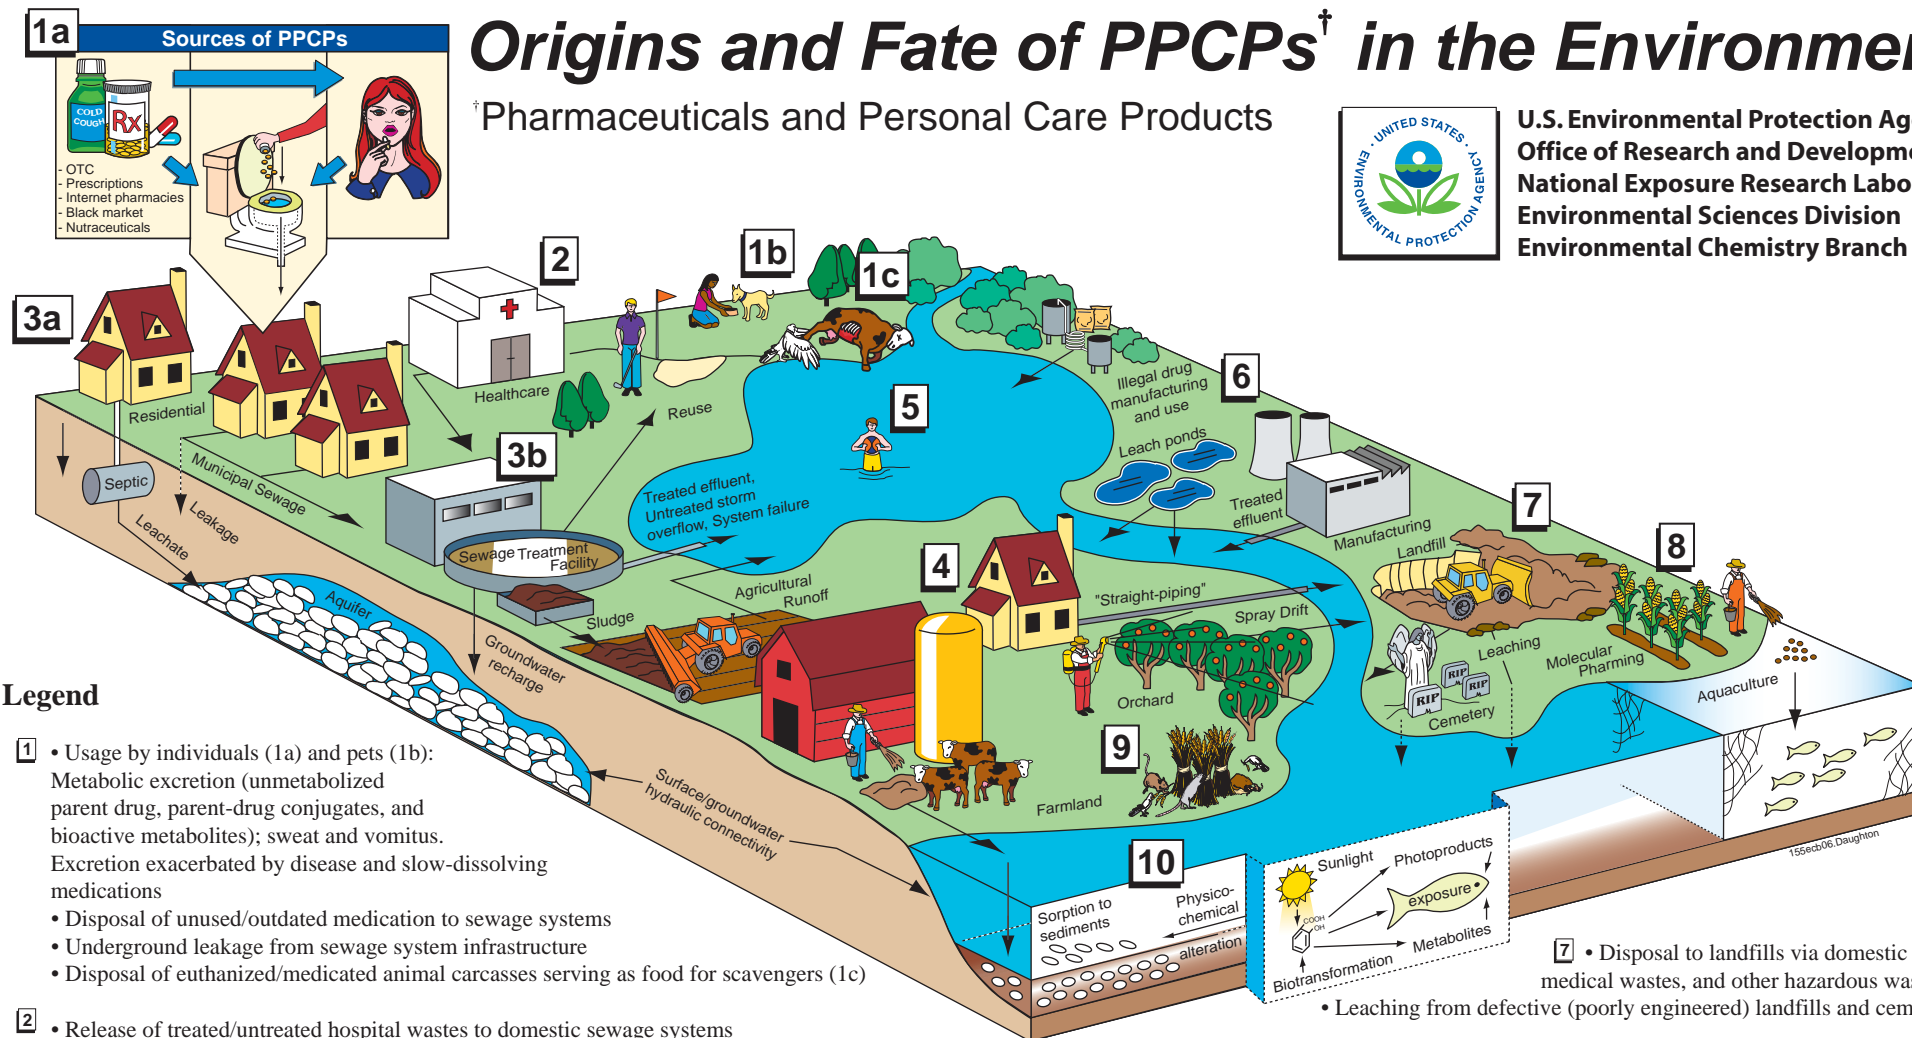 1a
Sources of PPCPs
COLD
COUGH
Rx
- OTC
- Prescriptions
- Internet pharmacies
- Black market
- Nutraceuticals
Origins and Fate of PPCPs† in the Environme
†Pharmaceuticals and Personal Care Products
UNITED STATES
ENVIRONMENTAL PROTECTION AGENCY
U.S. Environmental Protection Ag
Office of Research and Developme
National Exposure Research Labo
Environmental Sciences Division
Environmental Chemistry Branch
1b
1c
2
3a
Residential
Healthcare
Reuse
5
Illegal drug
manufacturing
and use
6
Leach ponds
3b
Septic
Municipal Sewage
Leakage
Leachate
Treated effluent,
Untreated storm
overflow, System failure
Sewage Treatment
Facility
Treated
effluent
Manufacturing
7
Landfill
8
4
Agricultural
Runoff
"Straight-piping"
Spray Drift
Aquifer
Sludge
Groundwater
recharge
Orchard
Leaching
Molecular
Pharming
Aquaculture
RIP
RIP
RIP
Cemetery
9
Farmland
Surface/groundwater
hydraulic connectivity
10
Sorption to
sediments
Physico-
chemical
alteration
Sunlight
Photoproducts
exposure
COOH
OH
Metabolites
Biotransformation
155ecb06.Daughton
Legend
1 • Usage by individuals (1a) and pets (1b):
Metabolic excretion (unmetabolized
parent drug, parent-drug conjugates, and
bioactive metabolites); sweat and vomitus.
Excretion exacerbated by disease and slow-dissolving
medications
• Disposal of unused/outdated medication to sewage systems
• Underground leakage from sewage system infrastructure
• Disposal of euthanized/medicated animal carcasses serving as food for scavengers (1c)
2 • Release of treated/untreated hospital wastes to domestic sewage systems
7 • Disposal to landfills via domestic
medical wastes, and other hazardous was
• Leaching from defective (poorly engineered) landfills and cem